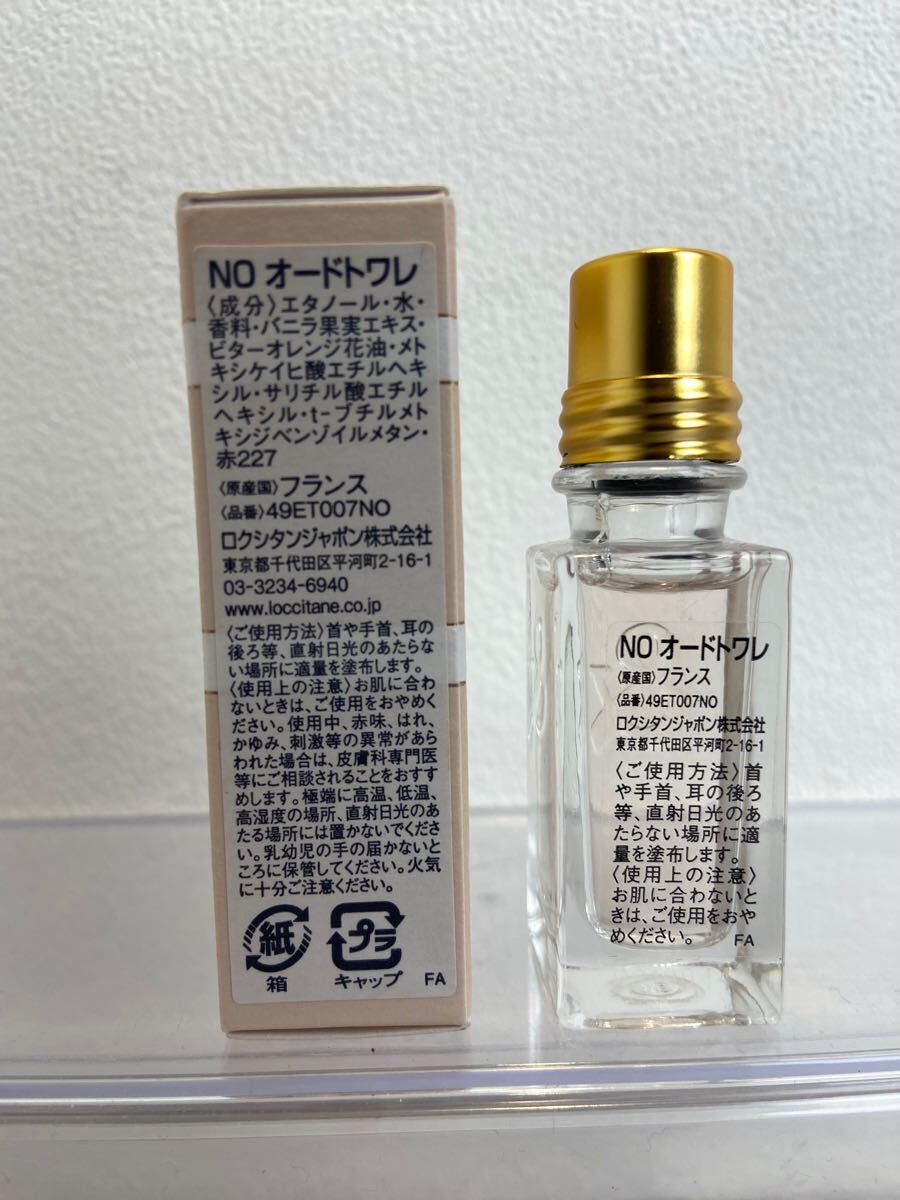 NO オードトワレ
〈成分〉エタノール・水・
香料・バニラ果実エキス・
ビターオレンジ花油・メト
キシケイヒ酸エチルヘキ
シル・サリチル酸エチル
ヘキシル・t-ブチルメト
キシジベンゾイルメタン・
赤227
〈原産国〉フランス
〈品番〉49ET007NO
ロクシタンジャポン株式会社
東京都千代田区平河町2-16-1
03-3234-6940
www.loccitane.co.jp
〈ご使用方法〉首や手首、耳の
後ろ等、直射日光のあたらな
い場所に適量を塗布します。
〈使用上の注意〉お肌に合わ
ないときは、ご使用をおやめ
ください。使用中、赤味、はれ、
かゆみ、刺激等の異常があら
われた場合は、皮膚科専門医
等にご相談されることをおすす
めします。極端に高温、低温、
高湿度の場所、直射日光のあ
たる場所には置かないでくださ
い。乳幼児の手の届かないと
ころに保管してください。火気
に十分ご注意ください。
紙
箱
プラ
キャップ
FA
NO オードトワレ
〈原産国〉フランス
〈品番〉49ET007NO
ロクシタンジャポン株式会社
東京都千代田区平河町2-16-1
〈ご使用方法〉首
や手首、耳の後ろ
等、直射日光のあ
たらない場所に適
量を塗布します。
〈使用上の注意〉
お肌に合わないと
きは、ご使用をおや
めください。 FA